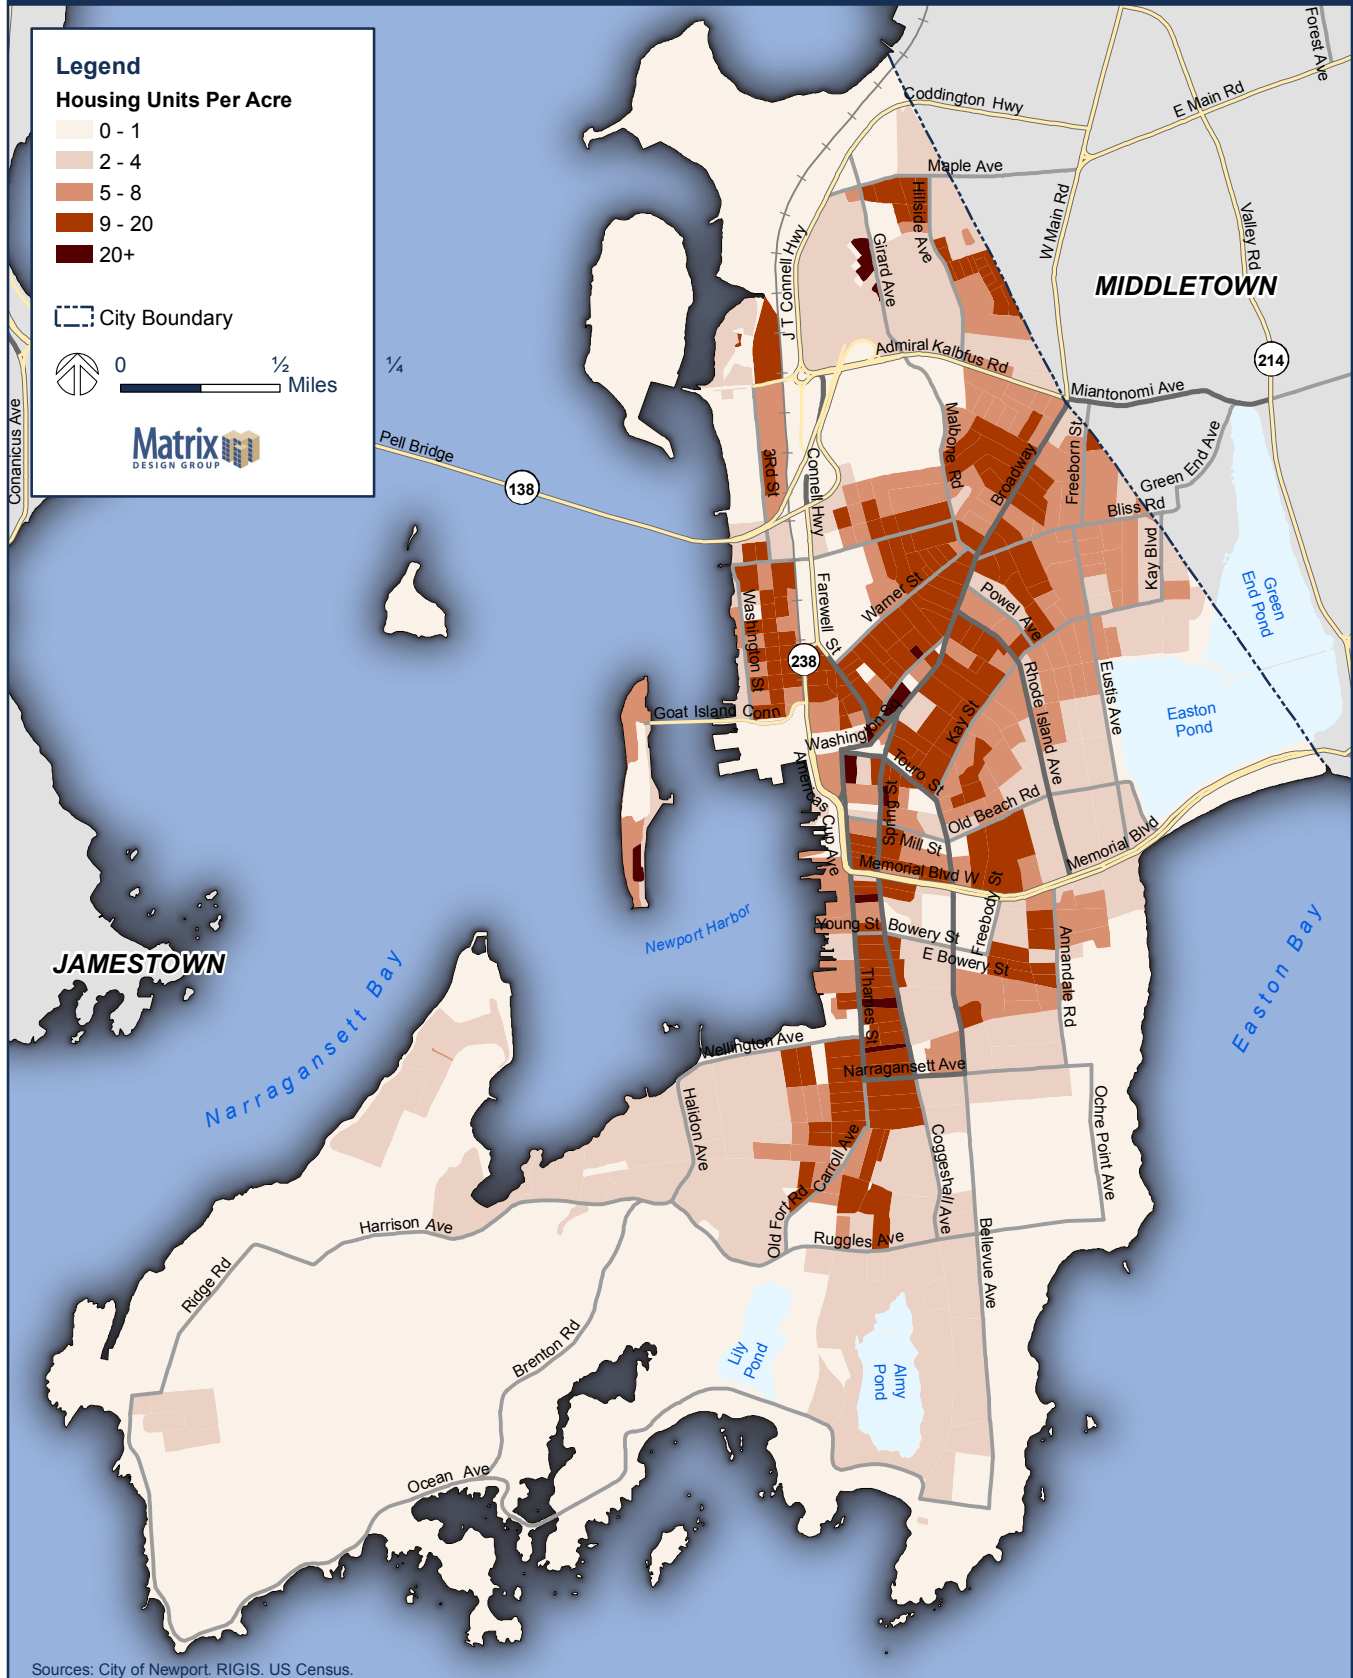 Legend
Housing Units Per Acre
0 - 1
2 - 4
5 - 8
9 - 20
20+
City Boundary
0
½
¼
Miles
Matrix
DESIGN GROUP
Forest Ave
Coddington Hwy
E Main Rd
Maple Ave
Hillside Ave
W Main Rd
Valley Rd
Girard Ave
J T Connell Hwy
MIDDLETOWN
214
Admiral Kalbfus Rd
Miantonomi Ave
Conanicus Ave
Pell Bridge
138
3Rd St
Connell Hwy
Malbone Rd
Broadway
Freeborn St
Green End Ave
Bliss Rd
Kay Blvd
Green
End Pond
Farewell St
Warner St
Powel Ave
Washington St
238
Rhode Island Ave
Eustis Ave
Easton
Pond
Goat Island Conn
Washington Sq
Kay St
Touro St
Americas Cup Ave
Spring St
Old Beach Rd
Mill St
Memorial Blvd
Memorial Blvd W
Freebody St
Young St
Bowery St
E Bowery St
Annandale Rd
Newport Harbor
JAMESTOWN
Narragansett Bay
Easton Bay
Thames St
Wellington Ave
Narragansett Ave
Halidon Ave
Ochre Point Ave
Carroll Ave
Coggeshall Ave
Old Fort Rd
Harrison Ave
Ruggles Ave
Bellevue Ave
Ridge Rd
Brenton Rd
Lily
Pond
Almy
Pond
Ocean Ave
Sources: City of Newport. RIGIS. US Census.